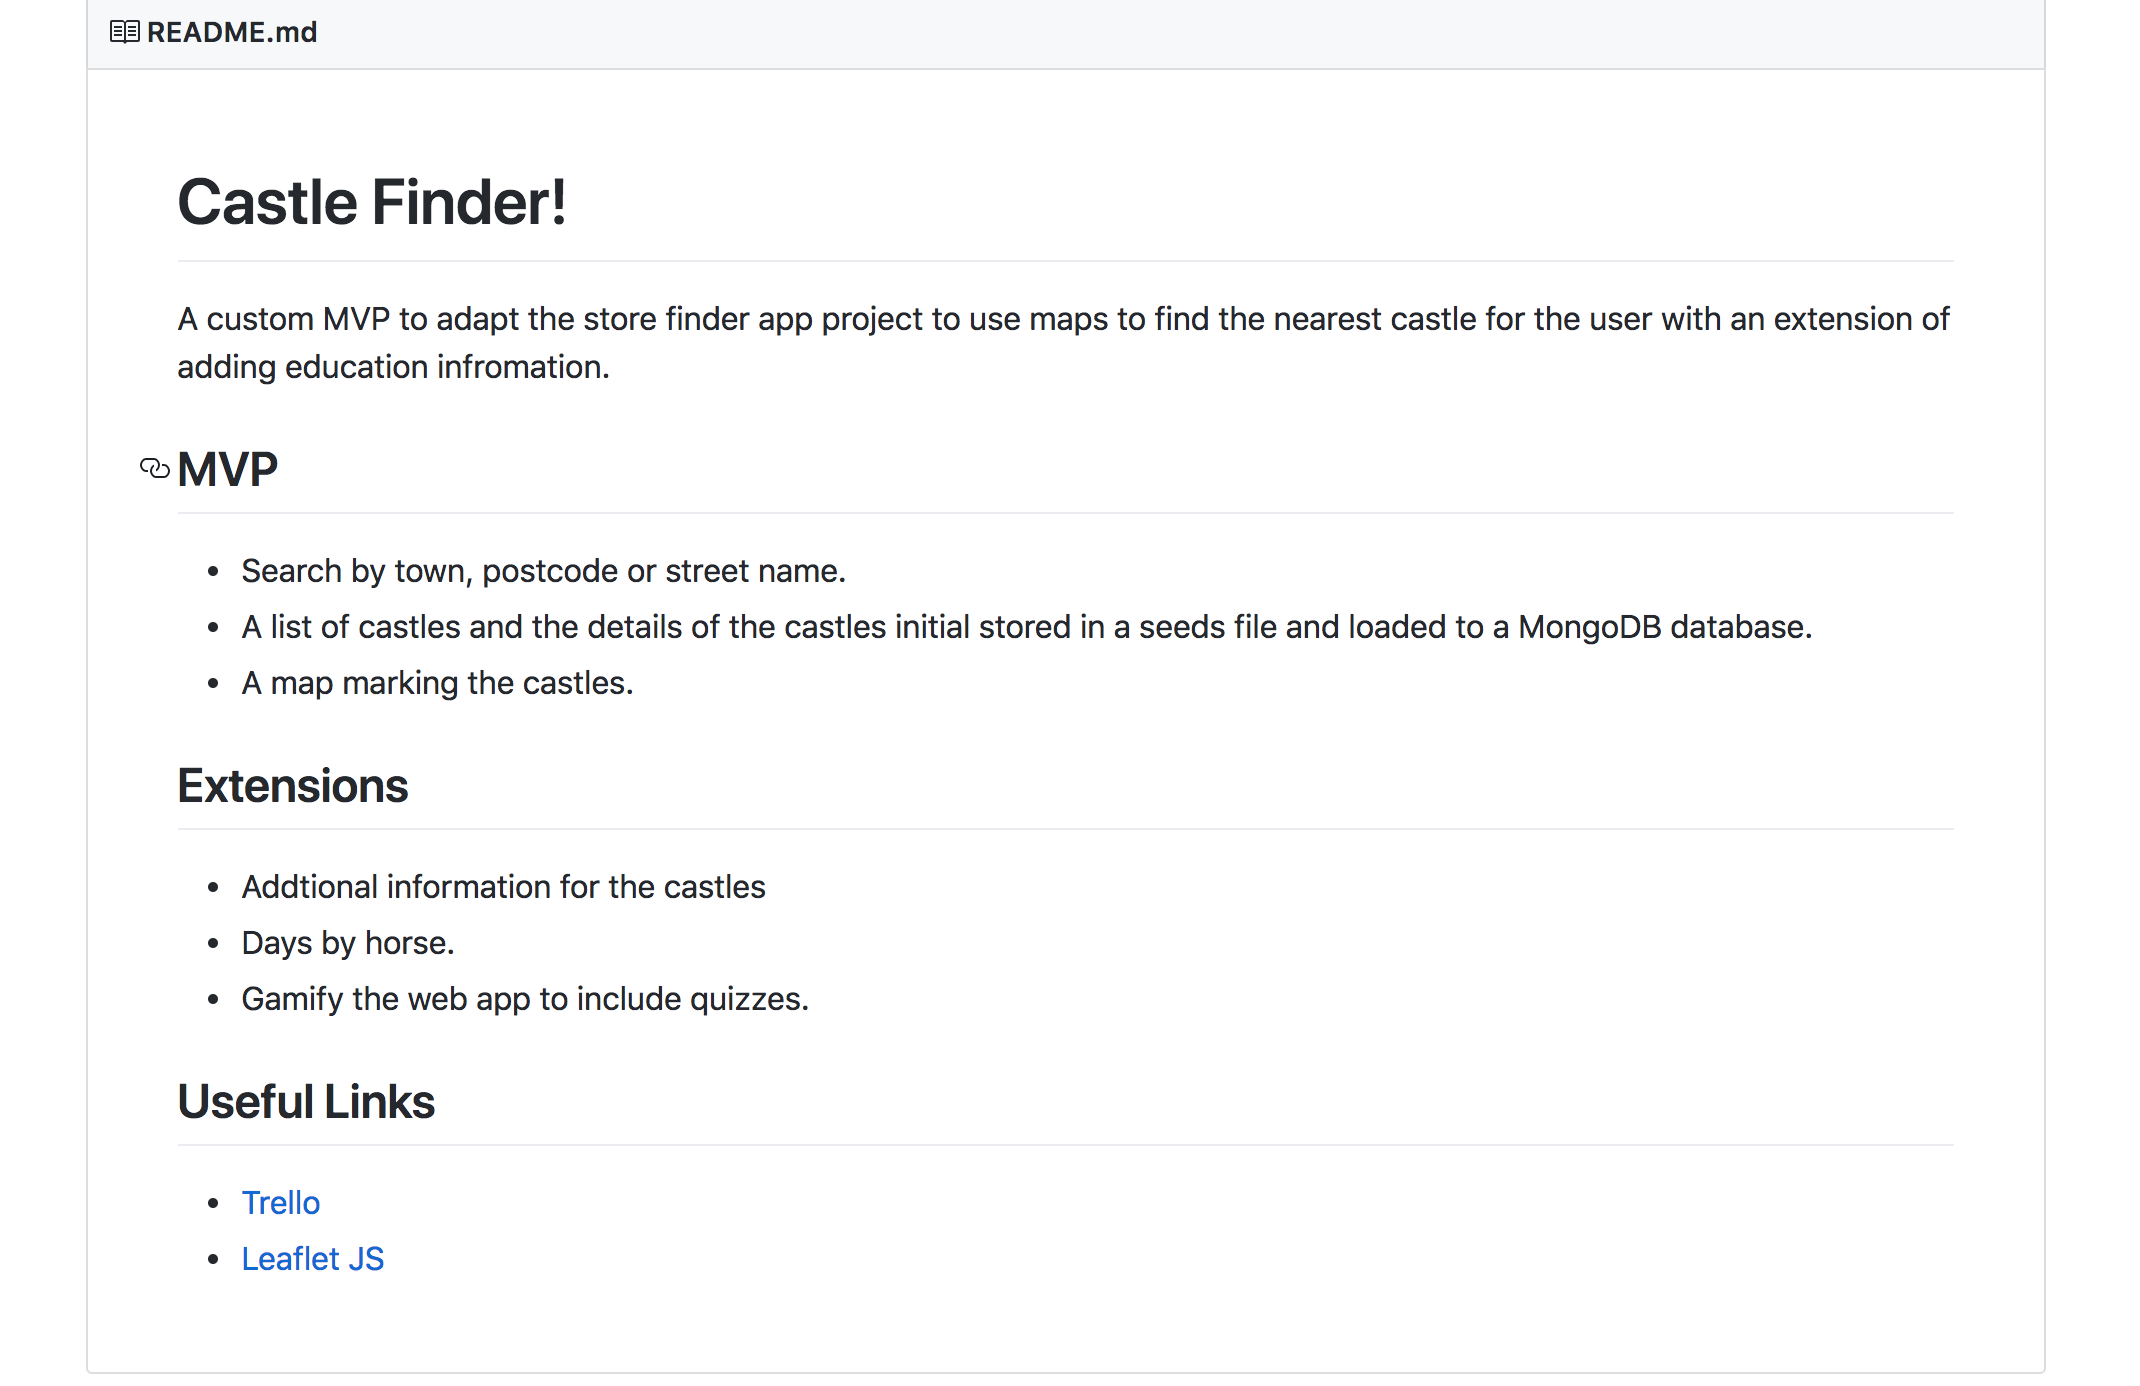 README.md
Castle Finder!
A custom MVP to adapt the store finder app project to use maps to find the nearest castle for the user with an extension of
adding education infromation.
MVP
Search by town, postcode or street name.
A list of castles and the details of the castles initial stored in a seeds file and loaded to a MongoDB database.
A map marking the castles.
Extensions
Addtional information for the castles
Days by horse.
Gamify the web app to include quizzes.
Useful Links
Trello
Leaflet JS